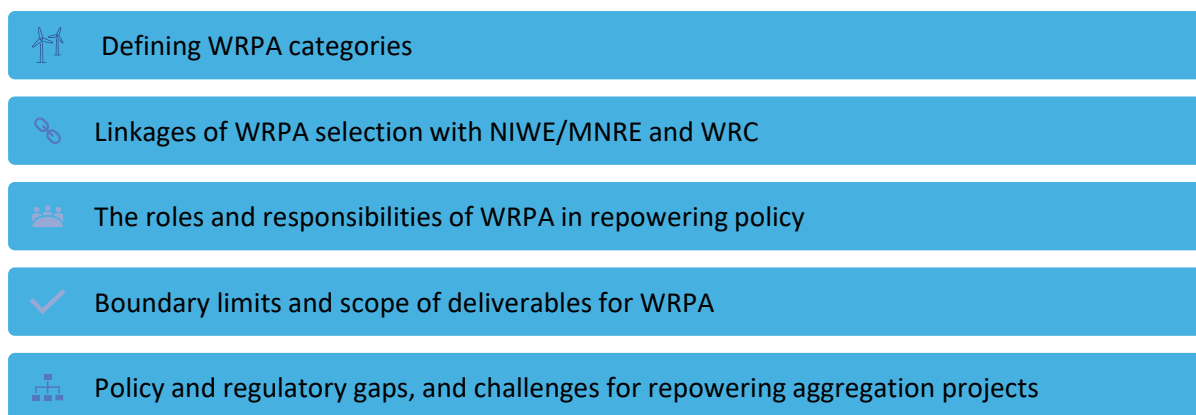 Defining WRPA categories
Linkages of WRPA selection with NIWE/MNRE and WRC
The roles and responsibilities of WRPA in repowering policy
Boundary limits and scope of deliverables for WRPA
Policy and regulatory gaps, and challenges for repowering aggregation projects